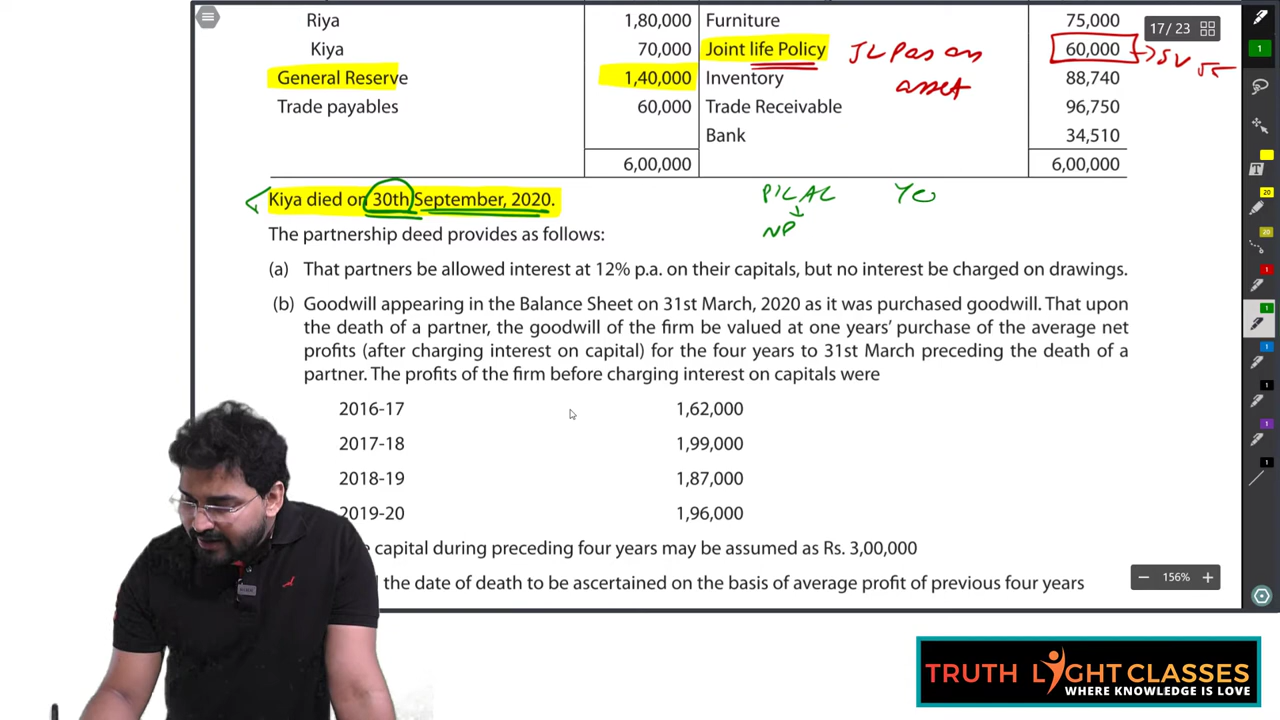 Riya 1,80,000 Furniture 75,000
17 / 23
Kiya 70,000 Joint life Policy JLP as an 60,000 → SV
General Reserve 1,40,000 Inventory asset 88,740
Trade payables 60,000 Trade Receivable 96,750
Bank 34,510
6,00,000 6,00,000
Kiya died on 30th September, 2020. P/L A/C
NP
The partnership deed provides as follows:
(a) That partners be allowed interest at 12% p.a. on their capitals, but no interest be charged on drawings.
(b) Goodwill appearing in the Balance Sheet on 31st March, 2020 as it was purchased goodwill. That upon
the death of a partner, the goodwill of the firm be valued at one years' purchase of the average net
profits (after charging interest on capital) for the four years to 31st March preceding the death of a
partner. The profits of the firm before charging interest on capitals were
2016-17 1,62,000
2017-18 1,99,000
2018-19 1,87,000
2019-20 1,96,000
capital during preceding four years may be assumed as Rs. 3,00,000
the date of death to be ascertained on the basis of average profit of previous four years
156%
TRUTH LIGHT CLASSES
WHERE KNOWLEDGE IS LOVE